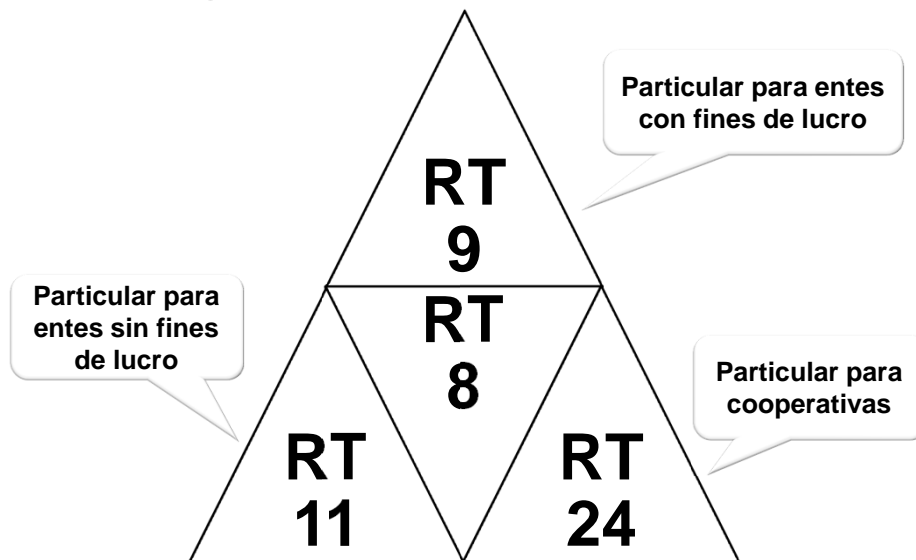 Particular para entes
con fines de lucro
RT
9
Particular para
entes sin fines
de lucro
RT
8
Particular para
cooperativas
RT
11
RT
24